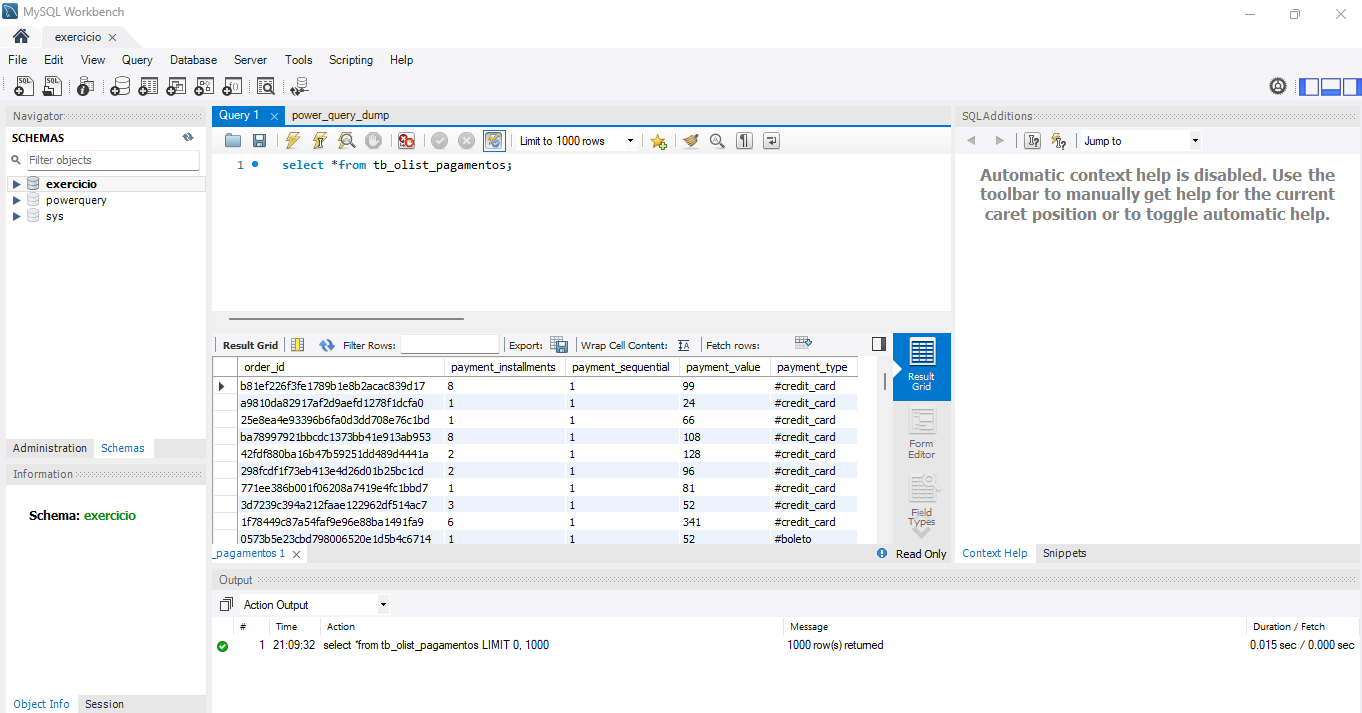 MySQL Workbench
exercicio
File Edit View Query Database Server Tools Scripting Help
Navigator
SCHEMAS
Filter objects
exercicio
powerquery
sys
Administration Schemas
Information
Schema: exercicio
Object Info Session
Query 1 power_query_dump
Limit to 1000 rows
1 select *from tb_olist_pagamentos;
Result Grid Filter Rows: Export: Wrap Cell Content: Fetch rows:
order_id payment_installments payment_sequential payment_value payment_type
b81ef226f3fe1789b1e8b2acac839d17 8 1 99 #credit_card
a9810da82917af2d9aefd1278f1dcfa0 1 1 24 #credit_card
25e8ea4e93396b6fa0d3dd708e76c1bd 1 1 66 #credit_card
ba78997921bbcdc1373bb41e913ab953 8 1 108 #credit_card
42fdf880ba16b47b59251dd489d4441a 2 1 128 #credit_card
298fcdf1f73eb413e4d26d01b25bc1cd 2 1 96 #credit_card
771ee386b001f06208a7419e4fc1bbd7 1 1 81 #credit_card
3d7239c394a212faae122962df514ac7 3 1 52 #credit_card
1f78449c87a54faf9e96e88ba1491fa9 6 1 341 #credit_card
0573b5e23cbd798006520e1d5b4c6714 1 1 52 #boleto
Result
Grid
Form
Editor
Field
Types
_pagamentos 1
Read Only
SQLAdditions
Jump to
Automatic context help is disabled. Use the
toolbar to manually get help for the current
caret position or to toggle automatic help.
Context Help Snippets
Output
Action Output
# Time Action Message Duration / Fetch
1 21:09:32 select *from tb_olist_pagamentos LIMIT 0, 1000 1000 row(s) returned 0.015 sec / 0.000 sec